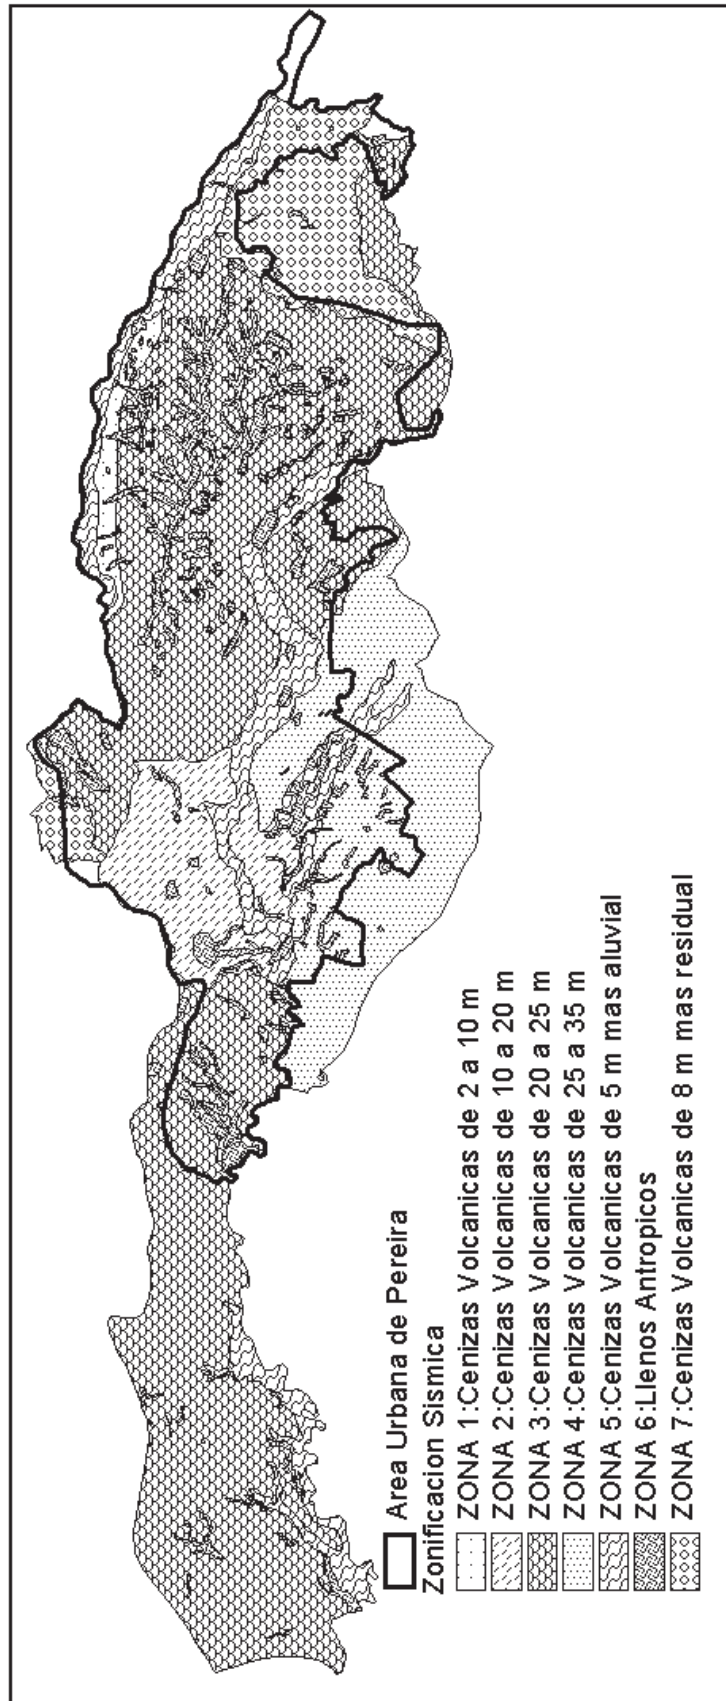 Area Urbana de Pereira
Zonificacion Sismica
ZONA 1:Cenizas Volcanicas de 2 a 10 m
ZONA 2:Cenizas Volcanicas de 10 a 20 m
ZONA 3:Cenizas Volcanicas de 20 a 25 m
ZONA 4:Cenizas Volcanicas de 25 a 35 m
ZONA 5:Cenizas Volcanicas de 5 m mas aluvial
ZONA 6:Llenos Antropicos
ZONA 7:Cenizas Volcanicas de 8 m mas residual